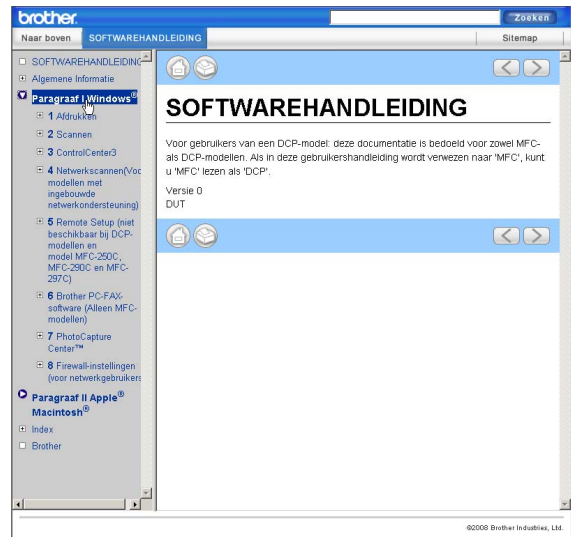 brother.
Zoeken
Naar boven
SOFTWAREHANDLEIDING
Sitemap
SOFTWAREHANDLEIDING
Algemene Informatie
Paragraaf I Windows®
1 Afdrukken
2 Scannen
3 ControlCenter3
4 Netwerkscannen(Voo
modellen met
ingebouwde
netwerkondersteuning)
5 Remote Setup (niet
beschikbaar bij DCP-
modellen en
model MFC-250C,
MFC-290C en MFC-
297C)
6 Brother PC-FAX-
software (Alleen MFC-
modellen)
7 PhotoCapture
Center™
8 Firewall-instellingen
(voor netwerkgebruikers
Paragraaf II Apple®
Macintosh®
Index
Brother
SOFTWAREHANDLEIDING
Voor gebruikers van een DCP-model: deze documentatie is bedoeld voor zowel MFC-
als DCP-modellen. Als in deze gebruikershandleiding wordt verwezen naar 'MFC', kunt
u 'MFC' lezen als 'DCP'.
Versie 0
DUT
©2008 Brother Industries, Ltd.